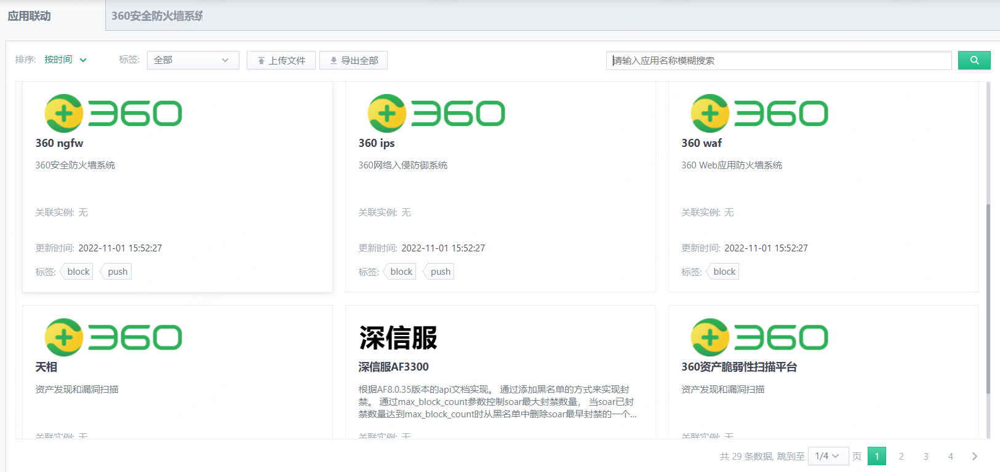 应用联动
360安全防火墙系统
排序: 按时间
标签: 全部
上传文件
导出全部
请输入应用名称模糊搜索
360
360 ngfw
360安全防火墙系统
关联实例: 无
更新时间: 2022-11-01 15:52:27
标签: block push
360
360 ips
360网络入侵防御系统
关联实例: 无
更新时间: 2022-11-01 15:52:27
标签: block push
360
360 waf
360 Web应用防火墙系统
关联实例: 无
更新时间: 2022-11-01 15:52:27
标签: block
360
天相
资产发现和漏洞扫描
关联实例: 无
深信服
深信服AF3300
根据AF8.0.35版本的api文档实现。 通过添加黑名单的方式来实现封
禁。 通过max_block_count参数控制soar最大封禁数量， 当soar已封
禁数量达到max_block_count时从黑名单中删除soar最早封禁的一个...
关联实例: 无
360
360资产脆弱性扫描平台
资产发现和漏洞扫描
关联实例: 无
共 29 条数据, 跳到至 1/4 页 1 2 3 4